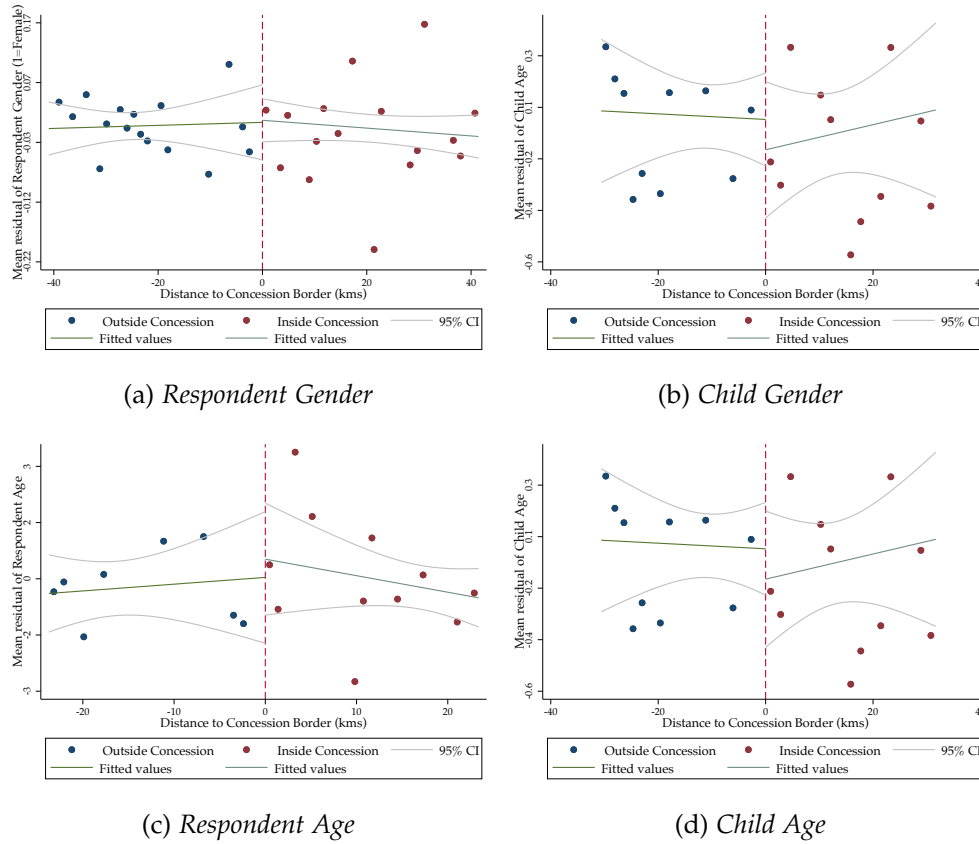 Mean residual of Respondent Gender (1=Female)
0.17
0.07
-0.03
-0.12
-0.22
-40 -20 0 20 40
Distance to Concession Border (kms)
Outside Concession Inside Concession 95% CI
Fitted values Fitted values
(a) Respondent Gender
Mean residual of Child Age
0.3
0.1
-0.2
-0.4
-0.6
-40 -20 0 20 4
Distance to Concession Border (kms)
Outside Concession Inside Concession 95% CI
Fitted values Fitted values
(b) Child Gender
Mean residual of Respondent Age
3
2
0
-2
-3
-20 -10 0 10 20
Distance to Concession Border (kms)
Outside Concession Inside Concession 95% CI
Fitted values Fitted values
(c) Respondent Age
Mean residual of Child Age
0.3
0.1
-0.2
-0.4
-0.6
-40 -20 0 20 4
Distance to Concession Border (kms)
Outside Concession Inside Concession 95% CI
Fitted values Fitted values
(d) Child Age